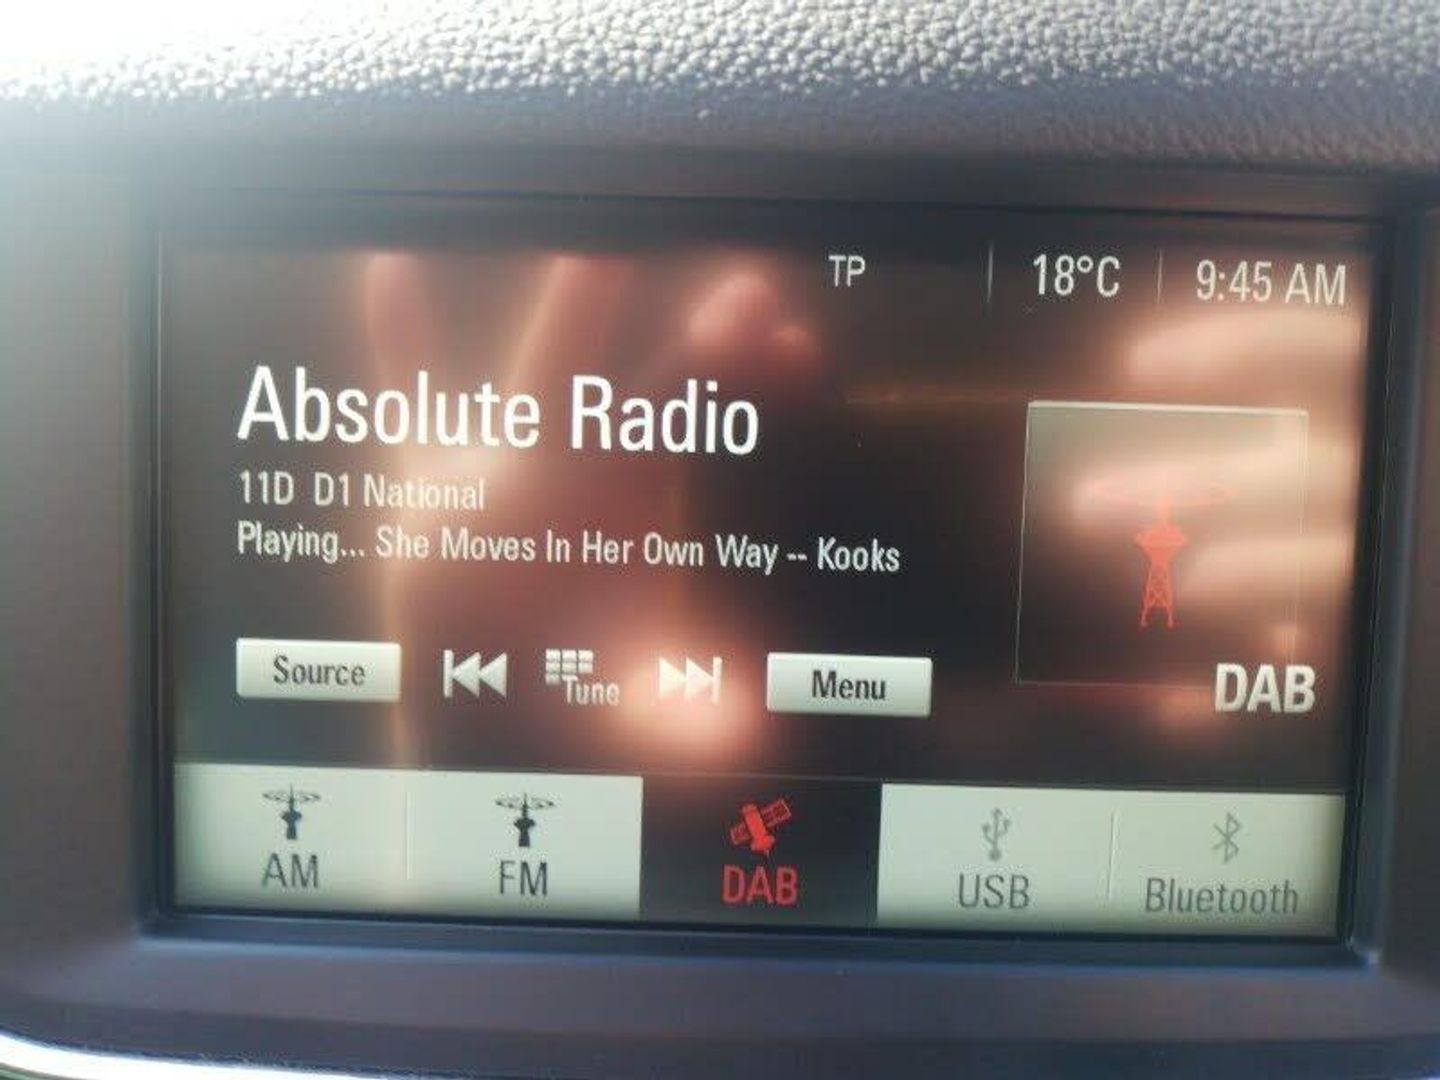 TP 18°C 9:45 AM
Absolute Radio
11D D1 National
Playing... She Moves In Her Own Way -- Kooks
Source Tune Menu
DAB
AM FM DAB USB Bluetooth